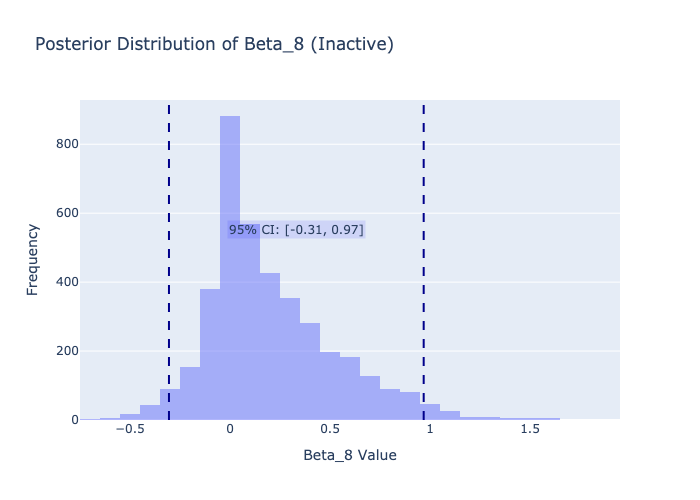 Posterior Distribution of Beta_8 (Inactive)
800
600
95% CI: [-0.31, 0.97]
Frequency
400
200
0
−0.5
0
0.5
1
1.5
Beta_8 Value